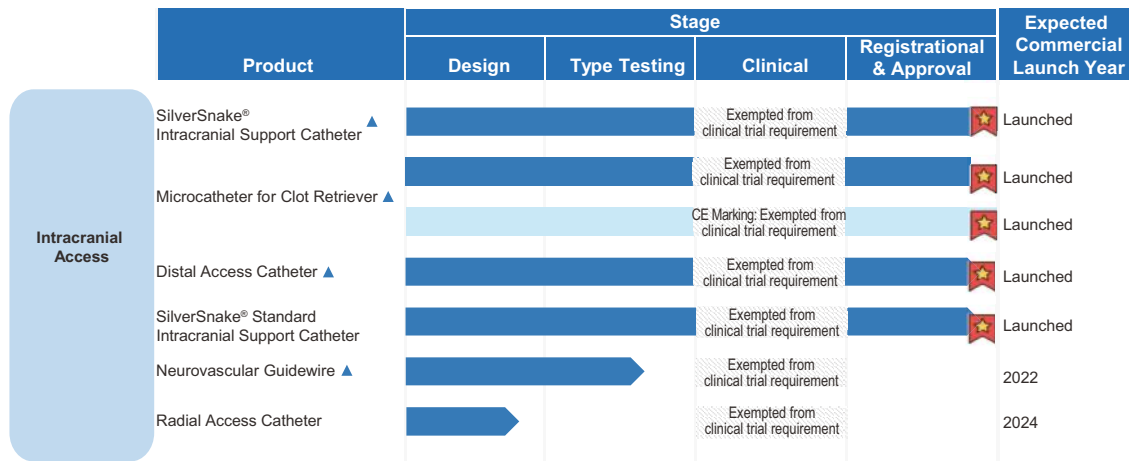 Stage
Expected
Commercial
Launch Year
Product
Design
Type Testing
Clinical
Registrational
& Approval
Intracranial
Access
SilverSnake®
Intracranial Support Catheter ▲
Exempted from
clinical trial requirement
Launched
Microcatheter for Clot Retriever ▲
Exempted from
clinical trial requirement
Launched
CE Marking: Exempted from
clinical trial requirement
Launched
Distal Access Catheter ▲
Exempted from
clinical trial requirement
Launched
SilverSnake® Standard
Intracranial Support Catheter
Exempted from
clinical trial requirement
Launched
Neurovascular Guidewire ▲
Exempted from
clinical trial requirement
2022
Radial Access Catheter
Exempted from
clinical trial requirement
2024